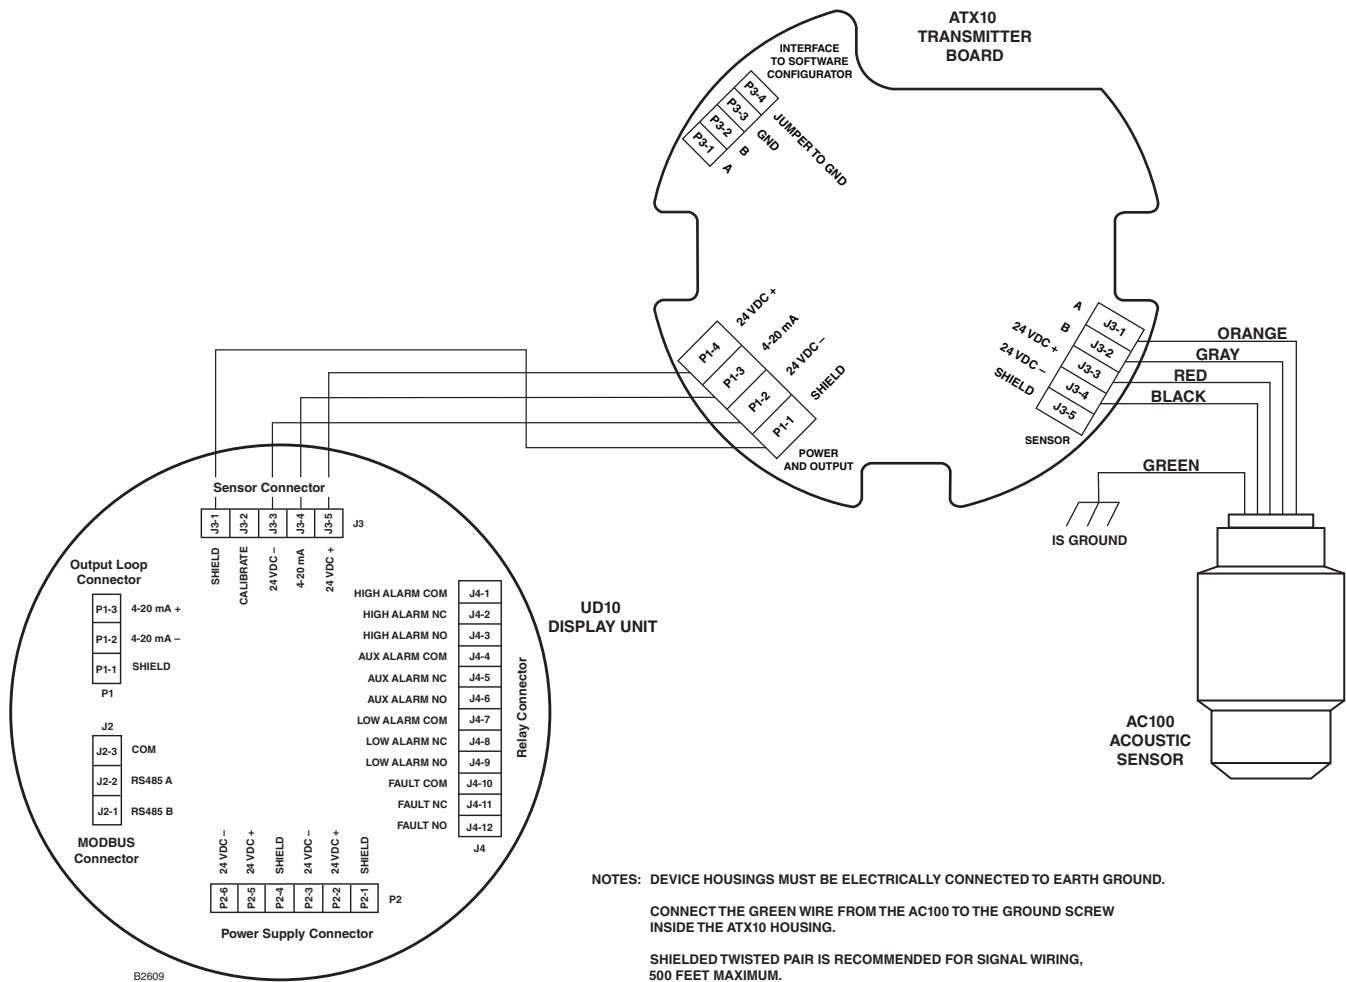 ATX10
TRANSMITTER
BOARD
INTERFACE
TO SOFTWARE
CONFIGURATOR
P3-4
P3-3
P3-2
P3-1
JUMPER TO GND
GND
B
A
24 VDC +
4-20 mA
24 VDC –
SHIELD
P1-4
P1-3
P1-2
P1-1
POWER
AND OUTPUT
A
B
24 VDC +
24 VDC –
SHIELD
J3-1
J3-2
J3-3
J3-4
J3-5
SENSOR
ORANGE
GRAY
RED
BLACK
GREEN
IS GROUND
AC100
ACOUSTIC
SENSOR
Sensor Connector
J3-1
J3-2
J3-3
J3-4
J3-5
J3
SHIELD
CALIBRATE
24 VDC –
4-20 mA
24 VDC +
Output Loop
Connector
P1-3 4-20 mA +
P1-2 4-20 mA –
P1-1 SHIELD
P1
J2
J2-3 COM
J2-2 RS485 A
J2-1 RS485 B
MODBUS
Connector
HIGH ALARM COM J4-1
HIGH ALARM NC J4-2
HIGH ALARM NO J4-3
AUX ALARM COM J4-4
AUX ALARM NC J4-5
AUX ALARM NO J4-6
LOW ALARM COM J4-7
LOW ALARM NC J4-8
LOW ALARM NO J4-9
FAULT COM J4-10
FAULT NC J4-11
FAULT NO J4-12
J4
Relay Connector
UD10
DISPLAY UNIT
24 VDC –
24 VDC +
SHIELD
24 VDC –
24 VDC +
SHIELD
P2-6
P2-5
P2-4
P2-3
P2-2
P2-1
P2
Power Supply Connector
B2609
NOTES: DEVICE HOUSINGS MUST BE ELECTRICALLY CONNECTED TO EARTH GROUND.
CONNECT THE GREEN WIRE FROM THE AC100 TO THE GROUND SCREW
INSIDE THE ATX10 HOUSING.
SHIELDED TWISTED PAIR IS RECOMMENDED FOR SIGNAL WIRING,
500 FEET MAXIMUM.